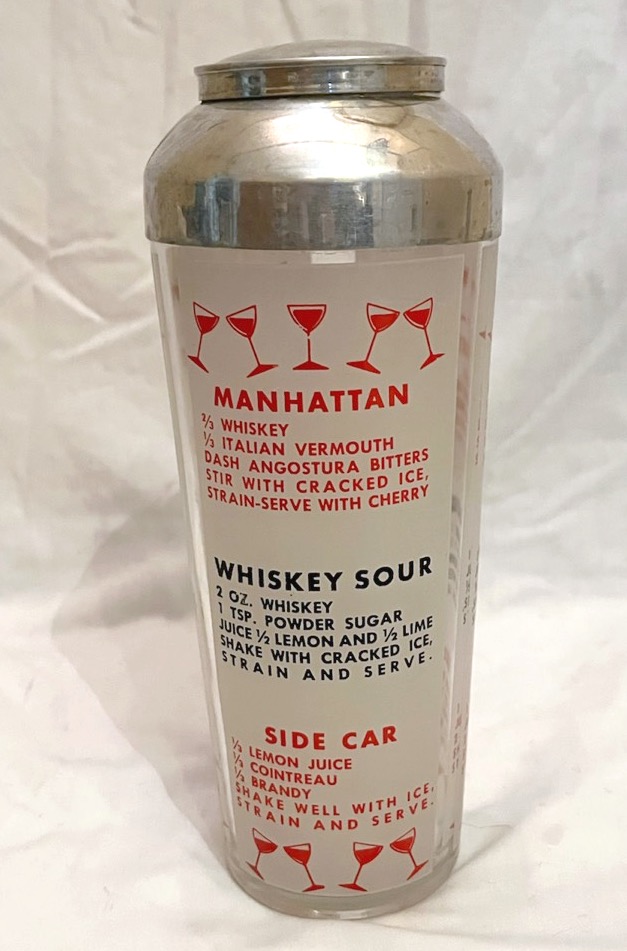 MANHATTAN
⅔ WHISKEY
⅓ ITALIAN VERMOUTH
DASH ANGOSTURA BITTERS
STIR WITH CRACKED ICE,
STRAIN-SERVE WITH CHERRY
WHISKEY SOUR
2 OZ. WHISKEY
1 TSP. POWDER SUGAR
JUICE ½ LEMON AND ½ LIME
SHAKE WITH CRACKED ICE,
STRAIN AND SERVE.
SIDE CAR
⅓ LEMON JUICE
⅓ COINTREAU
⅓ BRANDY
SHAKE WELL WITH ICE,
STRAIN AND SERVE.